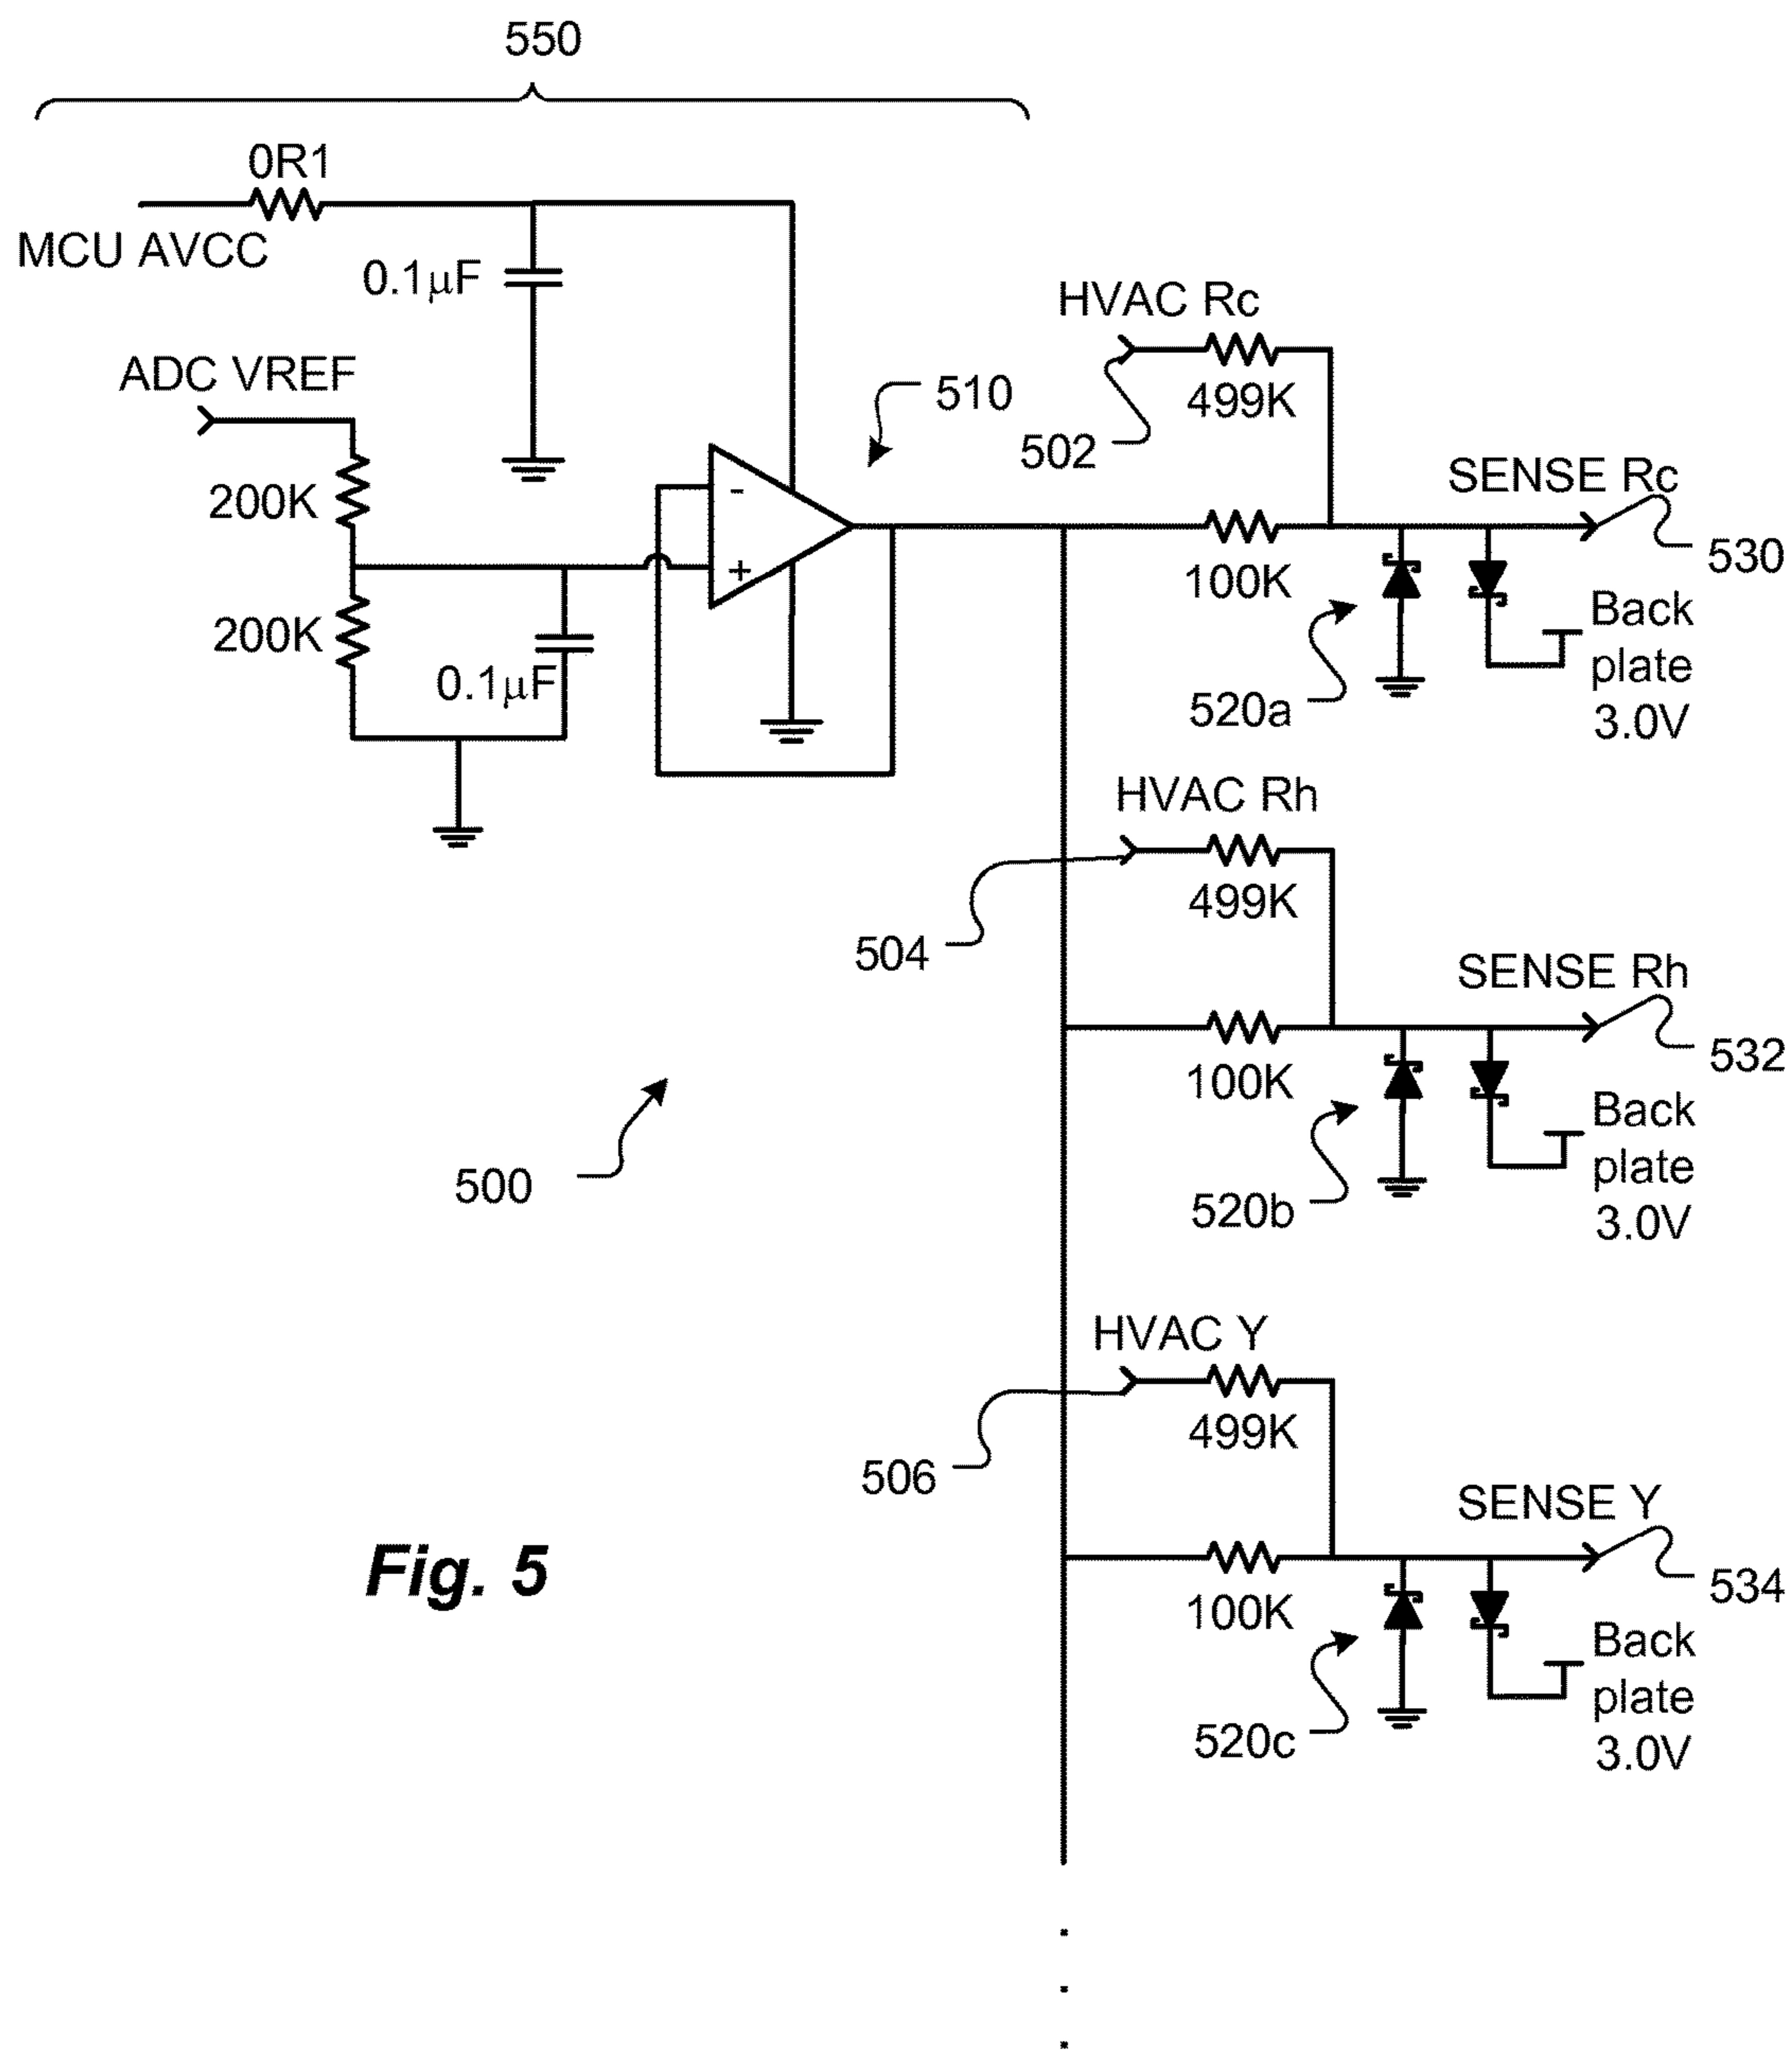 550
0R1
MCU AVCC
0.1μF
ADC VREF
200K
200K
0.1μF
-
+
510
HVAC Rc
499K
502
SENSE Rc
530
100K
520a
Back
plate
3.0V
HVAC Rh
499K
504
SENSE Rh
532
100K
520b
Back
plate
3.0V
500
HVAC Y
499K
506
SENSE Y
534
100K
520c
Back
plate
3.0V
Fig. 5